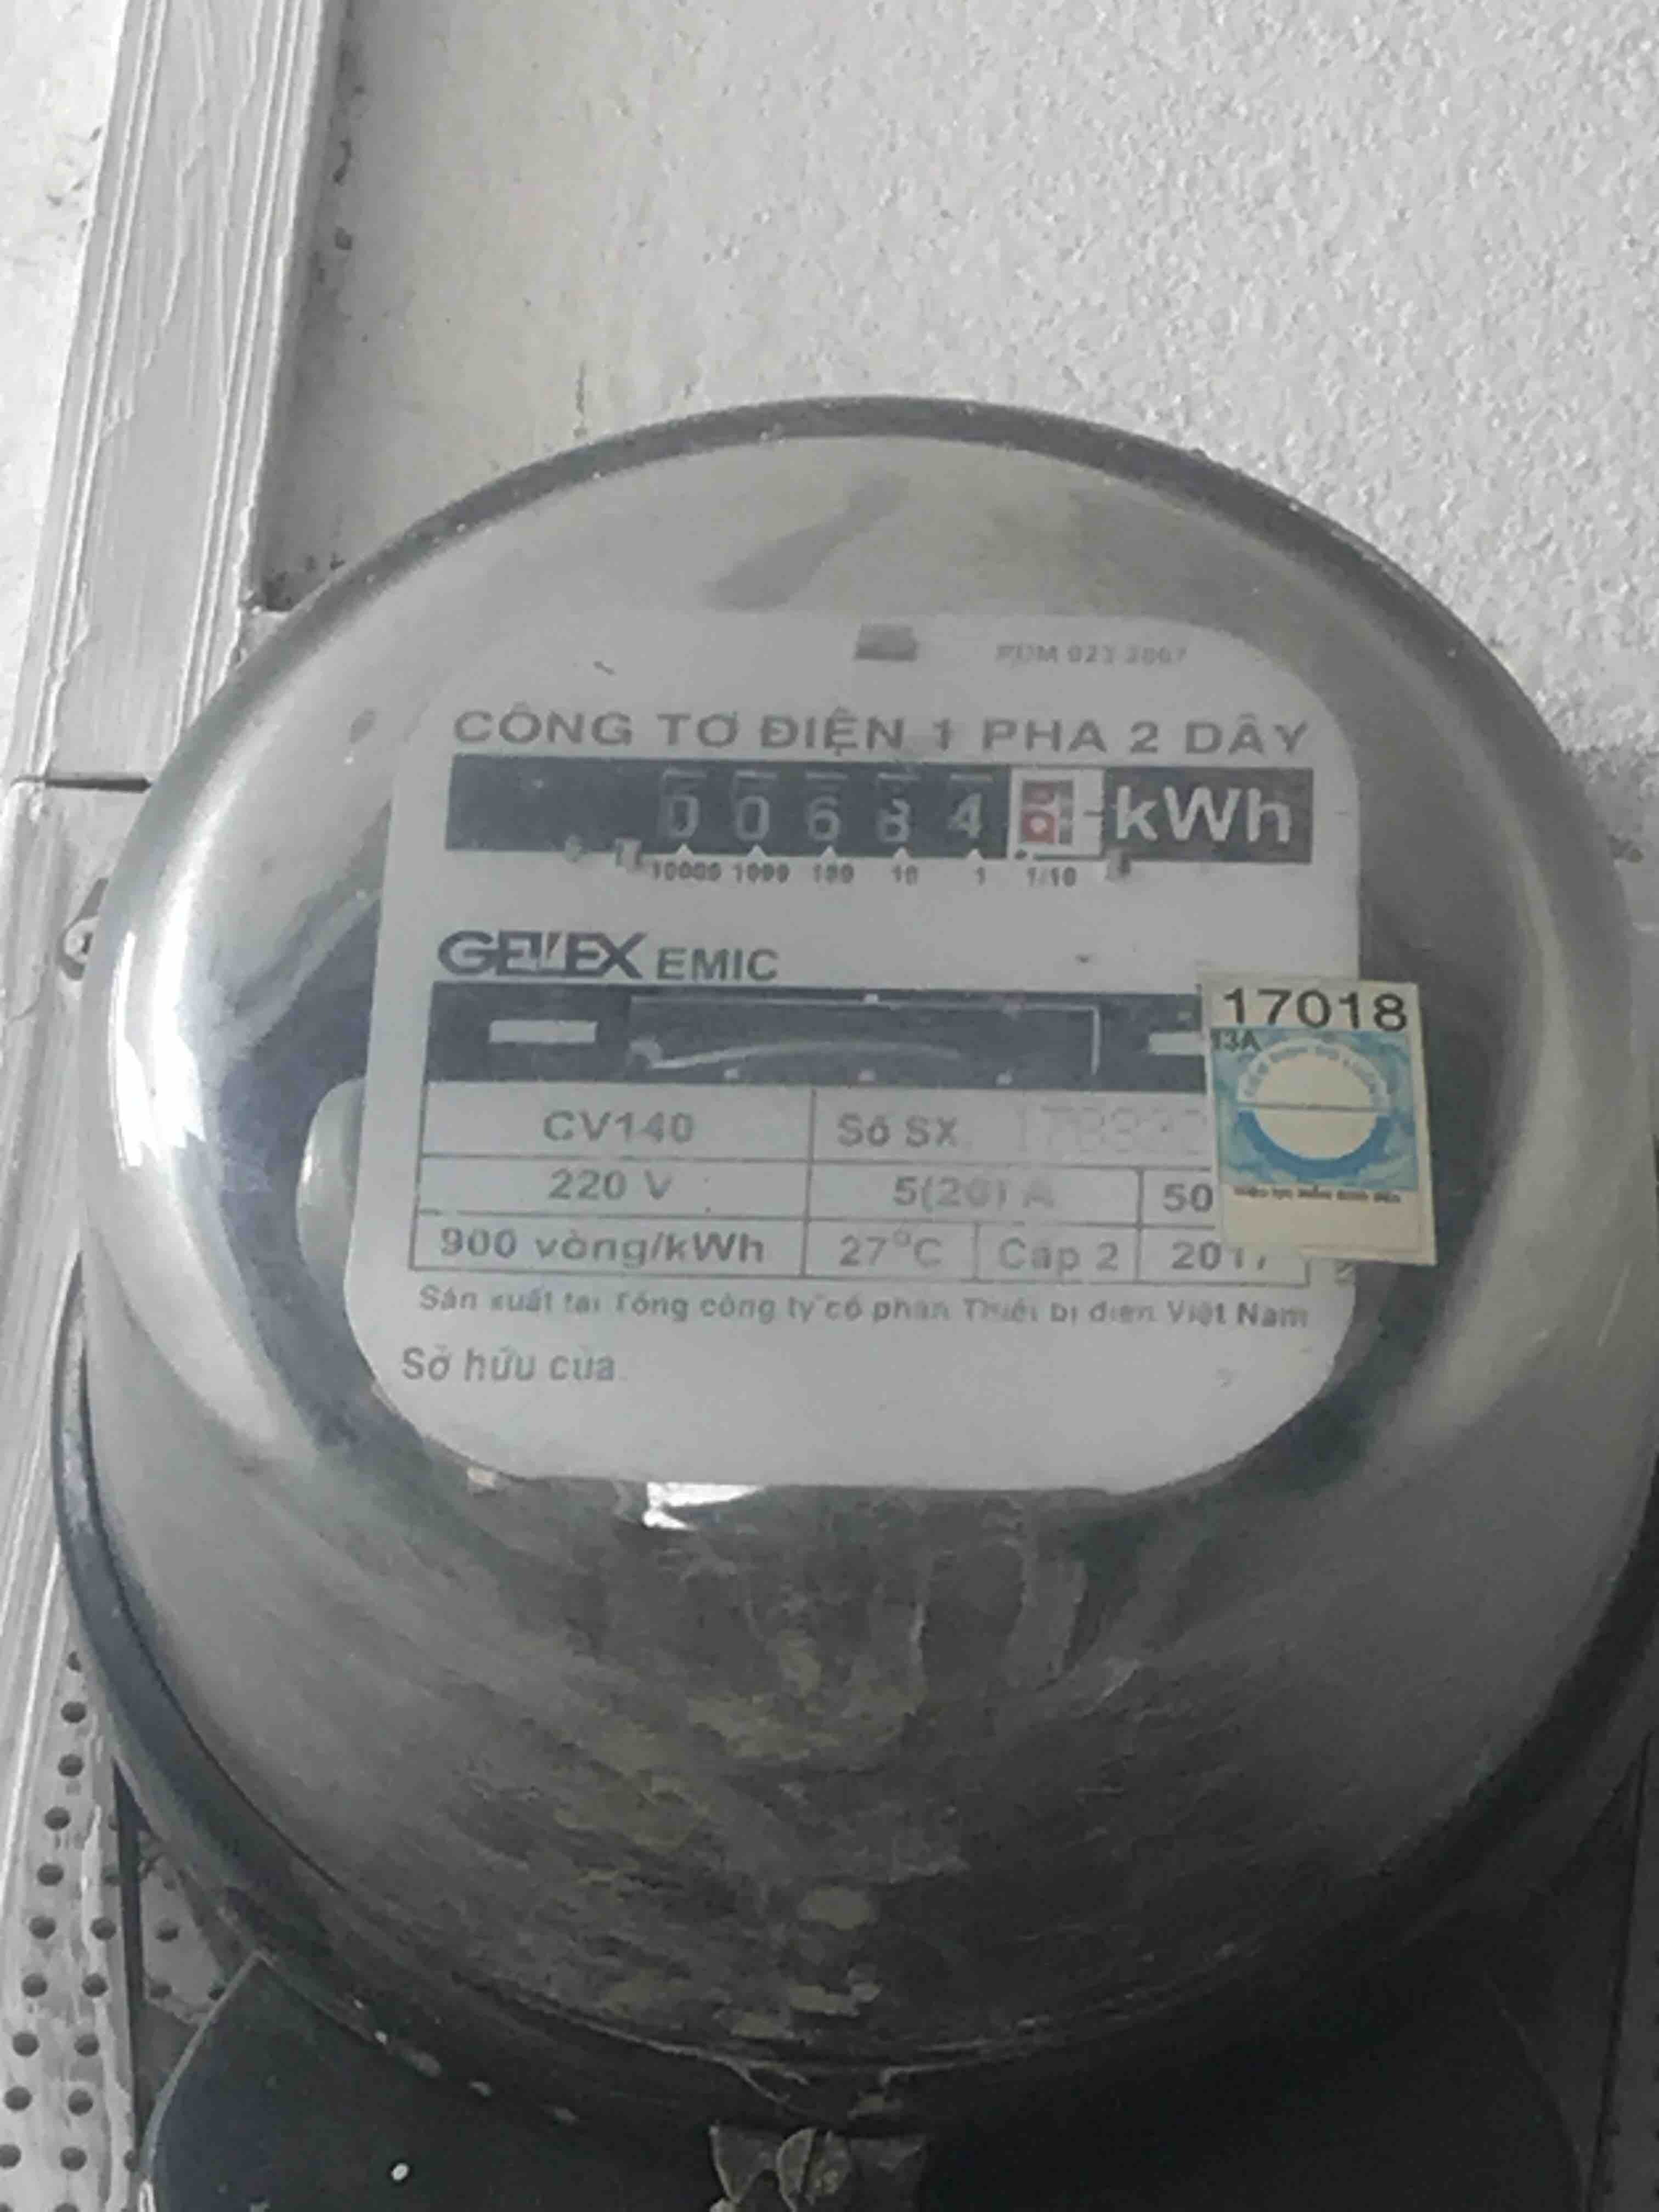 CÔNG TƠ ĐIỆN 1 PHA 2 DÂY
0 0 6 8 4 kWh
10000 1000 100 10 1 1/10
GELEX EMIC
17018
13A
CV140 Số SX
220 V 5(20) A 50
900 vòng/kWh 27°C Cấp 2 2017
Sản xuất tại Tổng công ty cổ phần Thiết bị điện Việt Nam
Sở hữu của